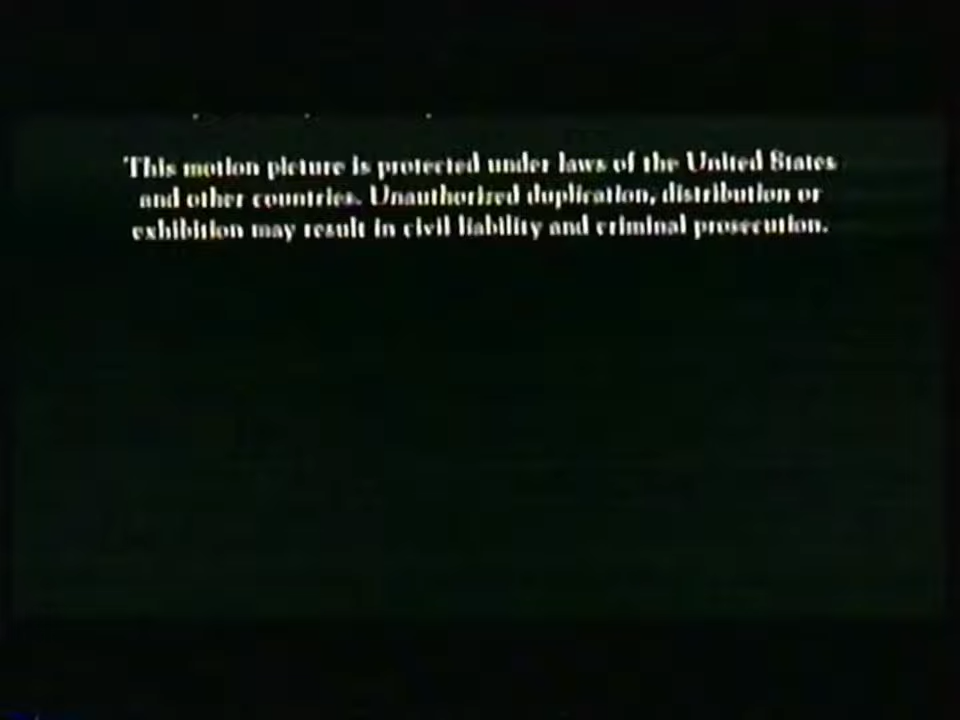 This motion picture is protected under laws of the United States
and other countries. Unauthorized duplication, distribution or
exhibition may result in civil liability and criminal prosecution.